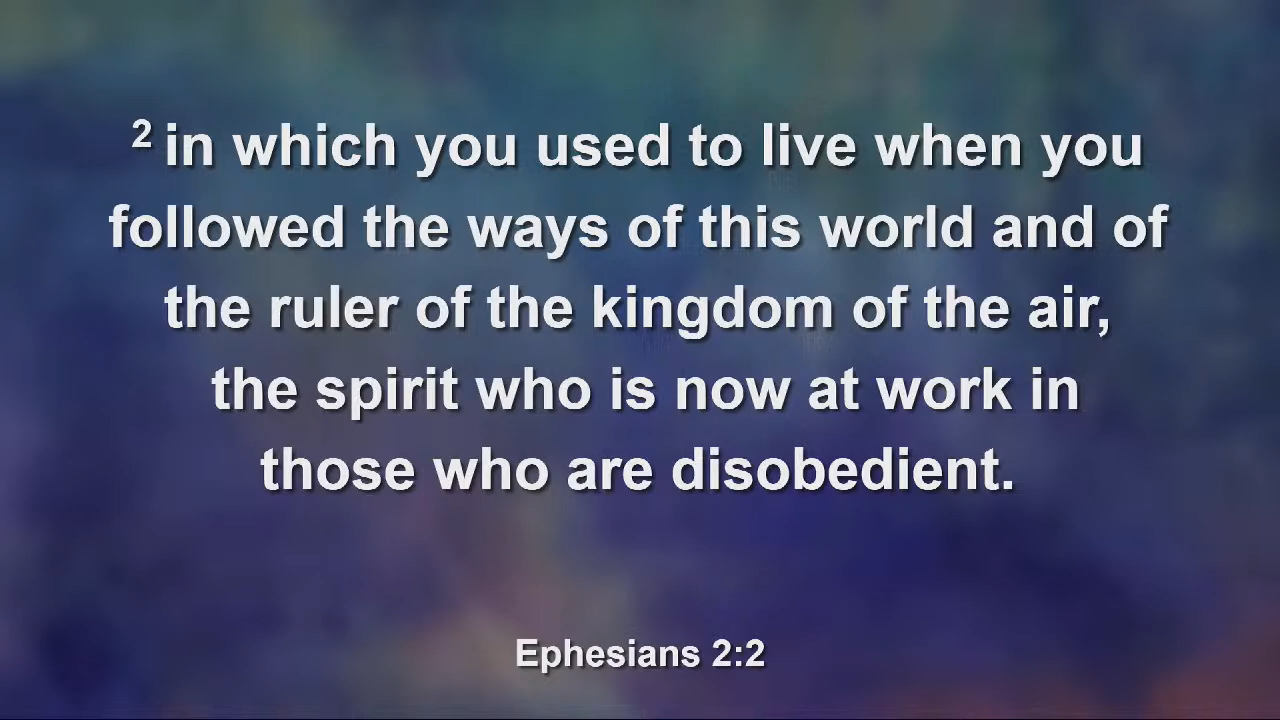 2 in which you used to live when you
followed the ways of this world and of
the ruler of the kingdom of the air,
the spirit who is now at work in
those who are disobedient.
Ephesians 2:2